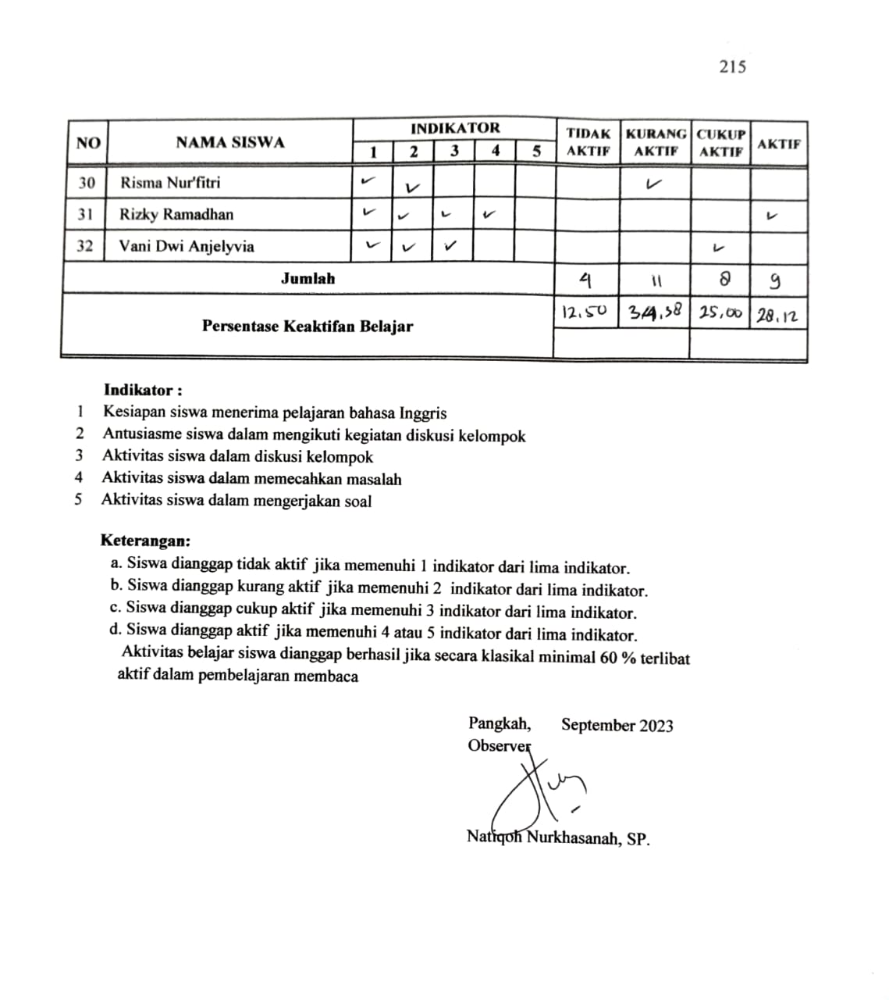 215
NO NAMA SISWA INDIKATOR TIDAK AKTIF KURANG AKTIF CUKUP AKTIF AKTIF
1 2 3 4 5
30 Risma Nur'fitri ✓ ✓ ✓
31 Rizky Ramadhan ✓ ✓ ✓ ✓ ✓
32 Vani Dwi Anjelyvia ✓ ✓ ✓ ✓
Jumlah 4 11 8 9
Persentase Keaktifan Belajar 12.50 34,38 25,00 28.12
Indikator :
1 Kesiapan siswa menerima pelajaran bahasa Inggris
2 Antusiasme siswa dalam mengikuti kegiatan diskusi kelompok
3 Aktivitas siswa dalam diskusi kelompok
4 Aktivitas siswa dalam memecahkan masalah
5 Aktivitas siswa dalam mengerjakan soal
Keterangan:
a. Siswa dianggap tidak aktif jika memenuhi 1 indikator dari lima indikator.
b. Siswa dianggap kurang aktif jika memenuhi 2 indikator dari lima indikator.
c. Siswa dianggap cukup aktif jika memenuhi 3 indikator dari lima indikator.
d. Siswa dianggap aktif jika memenuhi 4 atau 5 indikator dari lima indikator.
Aktivitas belajar siswa dianggap berhasil jika secara klasikal minimal 60 % terlibat
aktif dalam pembelajaran membaca
Pangkah, September 2023
Observer
Natiqoh Nurkhasanah, SP.